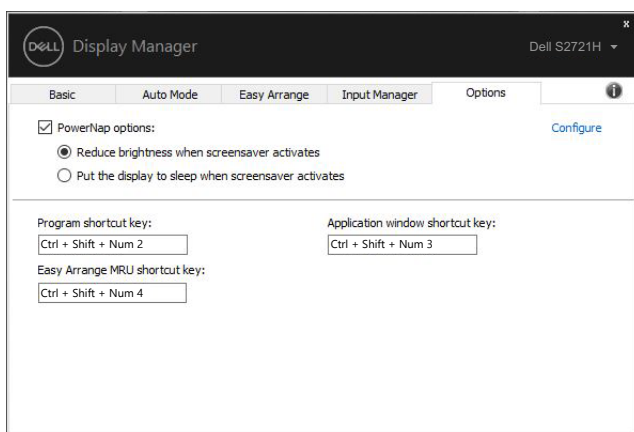 x
DELL Display Manager Dell S2721H
Basic Auto Mode Easy Arrange Input Manager Options i
PowerNap options: Configure
Reduce brightness when screensaver activates
Put the display to sleep when screensaver activates
Program shortcut key: Application window shortcut key:
Ctrl + Shift + Num 2 Ctrl + Shift + Num 3
Easy Arrange MRU shortcut key:
Ctrl + Shift + Num 4